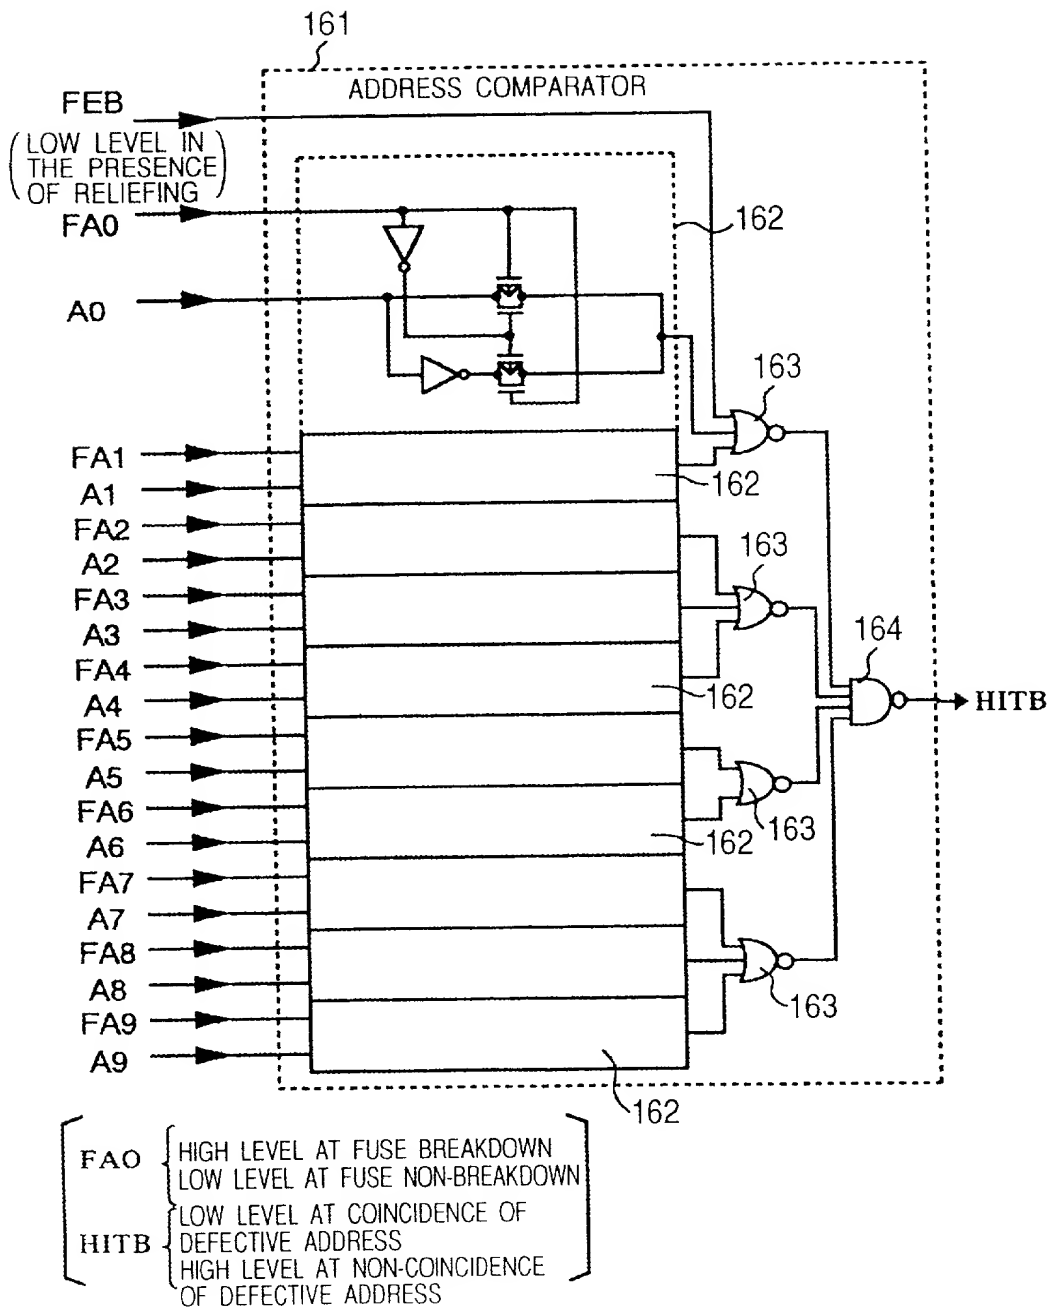 161
ADDRESS COMPARATOR
FEB
(LOW LEVEL IN
THE PRESENCE
OF RELIEFING)
FA0
162
A0
163
FA1
A1
162
FA2
A2
163
FA3
A3
164
FA4
A4
162
HITB
FA5
A5
FA6
A6
162
163
FA7
A7
FA8
A8
163
FA9
A9
162
FAO { HIGH LEVEL AT FUSE BREAKDOWN
LOW LEVEL AT FUSE NON-BREAKDOWN
HITB { LOW LEVEL AT COINCIDENCE OF
DEFECTIVE ADDRESS
HIGH LEVEL AT NON-COINCIDENCE
OF DEFECTIVE ADDRESS